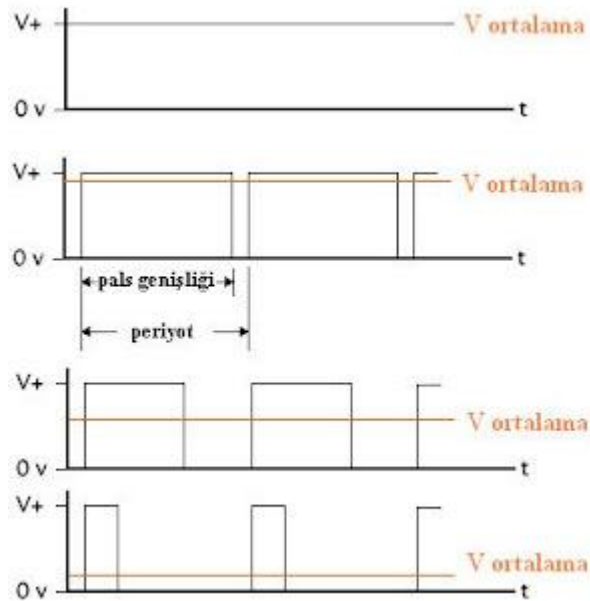 V+ V ortalama
0 v t
V+ V ortalama
0 v t
pals genişliği
periyot
V+
V ortalama
0 v t
V+
V ortalama
0 v t